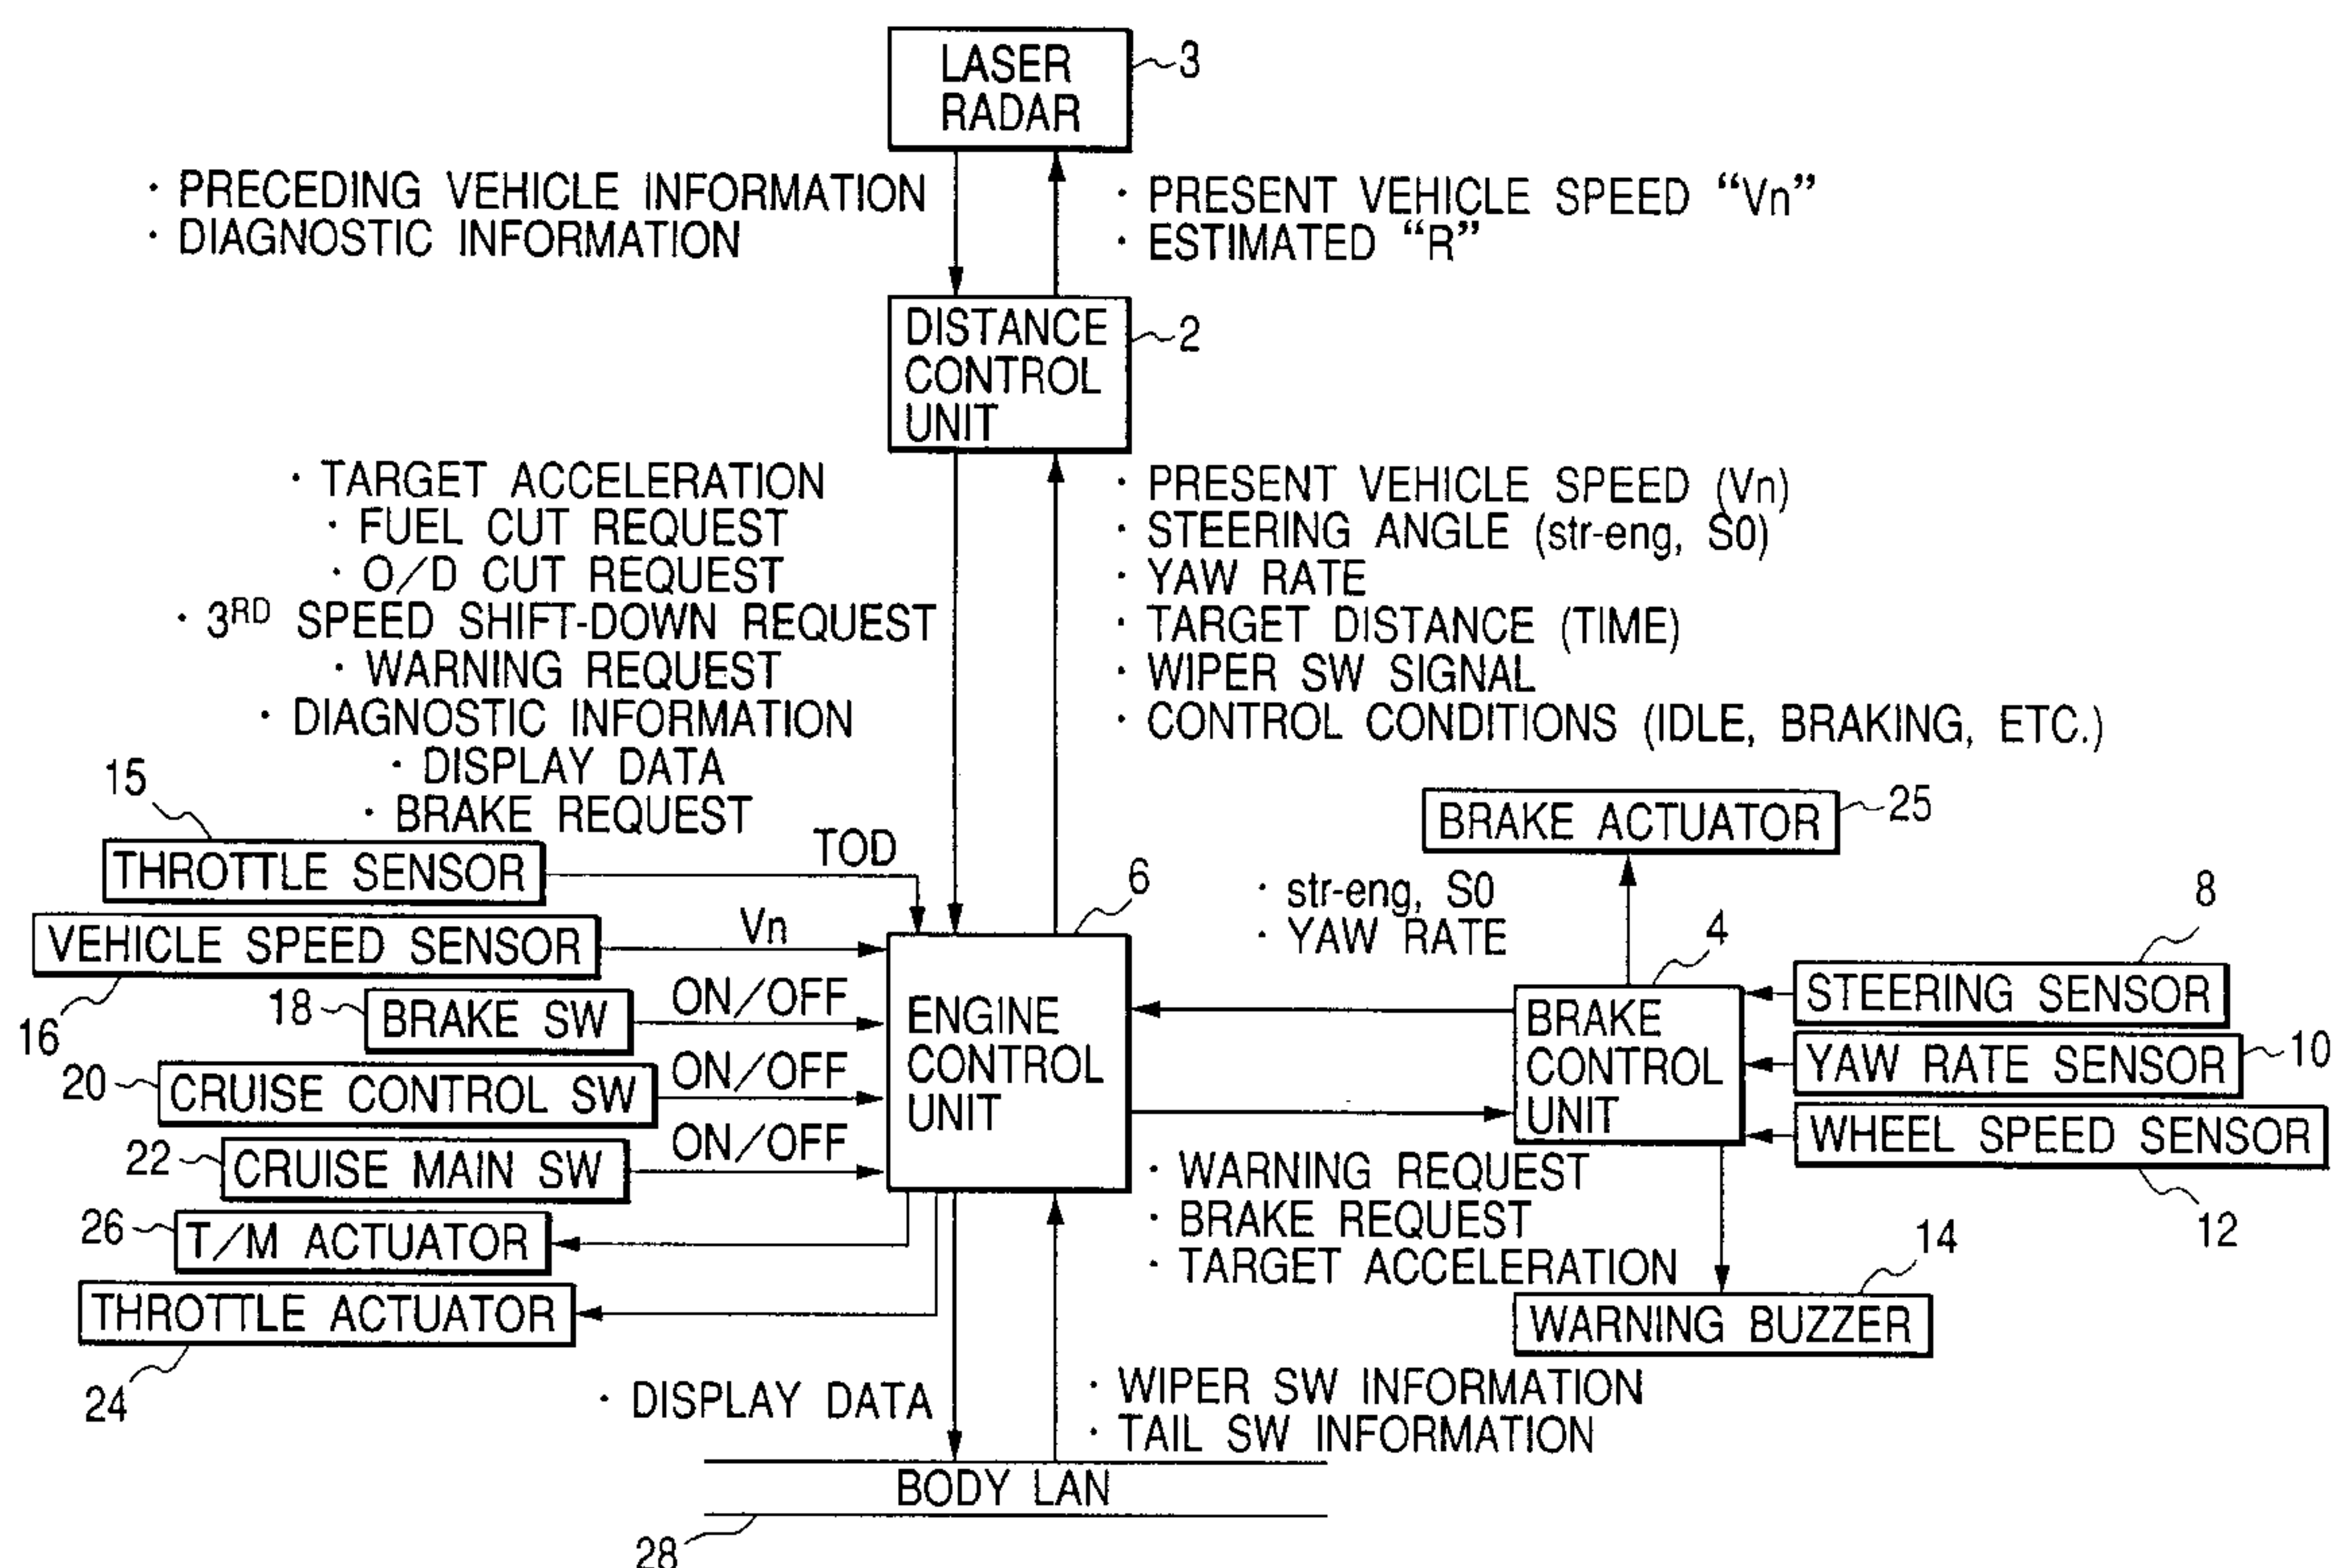 LASER
RADAR
3
· PRECEDING VEHICLE INFORMATION
· DIAGNOSTIC INFORMATION
· PRESENT VEHICLE SPEED “Vn”
· ESTIMATED “R”
DISTANCE
CONTROL
UNIT
2
· TARGET ACCELERATION
· FUEL CUT REQUEST
· O/D CUT REQUEST
· 3RD SPEED SHIFT-DOWN REQUEST
· WARNING REQUEST
· DIAGNOSTIC INFORMATION
· DISPLAY DATA
· BRAKE REQUEST
· PRESENT VEHICLE SPEED (Vn)
· STEERING ANGLE (str-eng, S0)
· YAW RATE
· TARGET DISTANCE (TIME)
· WIPER SW SIGNAL
· CONTROL CONDITIONS (IDLE, BRAKING, ETC.)
15
THROTTLE SENSOR
TOD
VEHICLE SPEED SENSOR
Vn
16
18
BRAKE SW
ON/OFF
20
CRUISE CONTROL SW
ON/OFF
22
CRUISE MAIN SW
ON/OFF
26
T/M ACTUATOR
THROTTLE ACTUATOR
24
6
ENGINE
CONTROL
UNIT
BRAKE ACTUATOR
25
· str-eng, S0
· YAW RATE
4
BRAKE
CONTROL
UNIT
8
STEERING SENSOR
YAW RATE SENSOR
10
WHEEL SPEED SENSOR
12
· WARNING REQUEST
· BRAKE REQUEST
· TARGET ACCELERATION
14
WARNING BUZZER
· DISPLAY DATA
· WIPER SW INFORMATION
· TAIL SW INFORMATION
BODY LAN
28